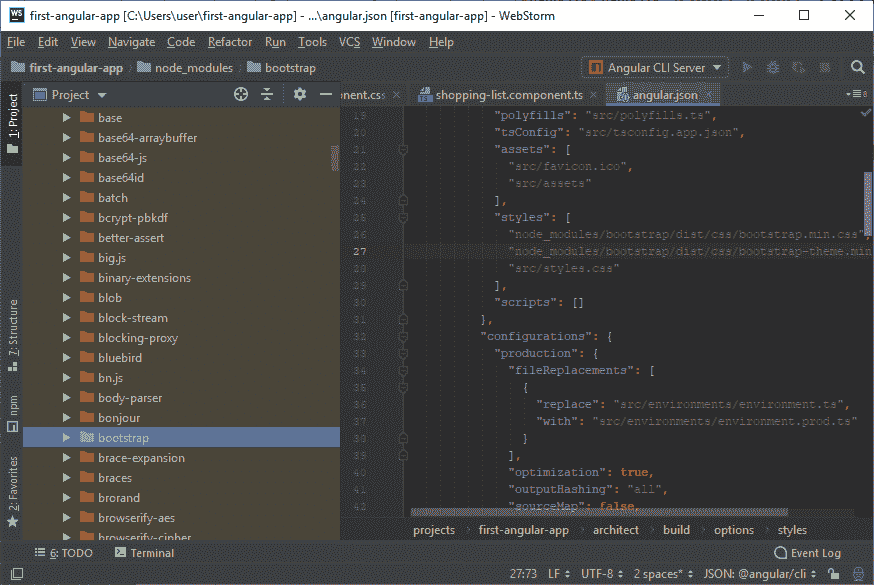 first-angular-app [C:\Users\user\first-angular-app] - ...\angular.json [first-angular-app] - WebStorm
File Edit View Navigate Code Refactor Run Tools VCS Window Help
first-angular-app node_modules bootstrap Angular CLI Server
Project nent.css shopping-list.component.ts angular.json 8
1: Project
7: Structure
npm
2: Favorites
base
base64-arraybuffer
base64-js
base64id
batch
bcrypt-pbkdf
better-assert
big.js
binary-extensions
blob
block-stream
blocking-proxy
bluebird
bn.js
body-parser
bonjour
bootstrap
brace-expansion
braces
brorand
browserify-aes
browserify-cipher
19 "polyfills": "src/polyfills.ts",
20 "tsConfig": "src/tsconfig.app.json",
21 "assets": [
22 "src/favicon.ico",
23 "src/assets"
24 ],
25 "styles": [
26 "node_modules/bootstrap/dist/css/bootstrap.min.css",
27 "node_modules/bootstrap/dist/css/bootstrap-theme.min
28 "src/styles.css"
29 ],
30 "scripts": []
31 },
32 "configurations": {
33 "production": {
34 "fileReplacements": [
35 {
36 "replace": "src/environments/environment.ts",
37 "with": "src/environments/environment.prod.ts"
38 }
39 ],
40 "optimization": true,
41 "outputHashing": "all",
42 "sourceMap": false,
projects first-angular-app architect build options styles
6: TODO Terminal Event Log
27:73 LF UTF-8 2 spaces* JSON: @angular/cli